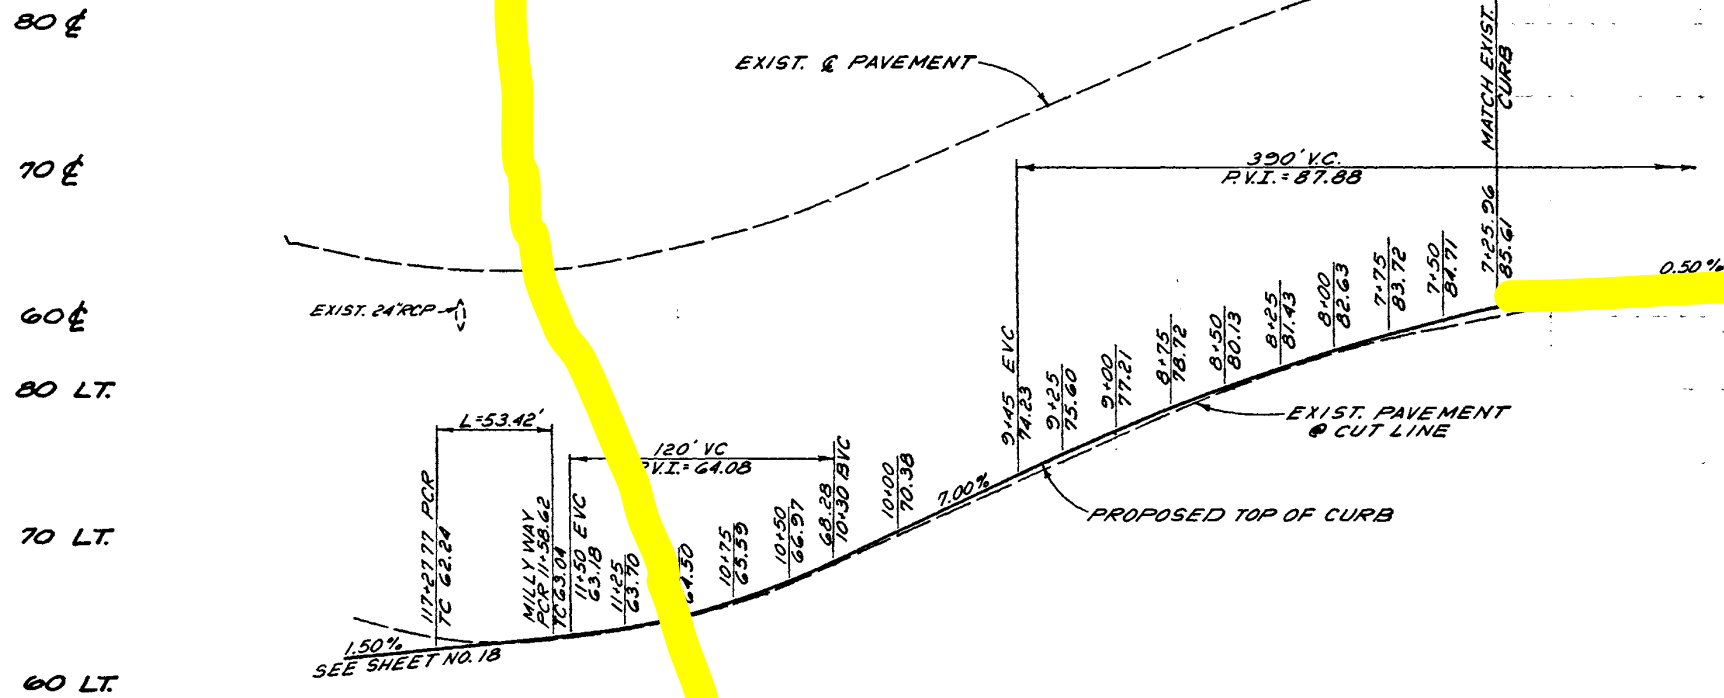 80 ℄
70 ℄
60 ℄
80 LT.
70 LT.
60 LT.
EXIST. ℄ PAVEMENT
EXIST. 24" RCP
MATCH EXIST.
CURB
390' V.C.
P.V.I. = 87.88
7+25.96
85.61
0.50%
7+50
84.71
7+75
83.72
8+00
82.63
8+25
81.43
8+50
80.13
8+75
78.72
9+00
77.21
9+25
75.60
9+45 EVC
74.23
EXIST. PAVEMENT
@ CUT LINE
PROPOSED TOP OF CURB
7.00%
10+00
70.38
68.28
10+30 BVC
10+50
66.97
10+75
65.59
64.50
11+25
63.70
11+50 EVC
63.18
120' VC
P.V.I. = 64.08
L=53.42'
MILLY WAY
PCR 11+58.62
TC 63.04
117+27.77 PCR
TC 62.24
1.50%
SEE SHEET NO. 18